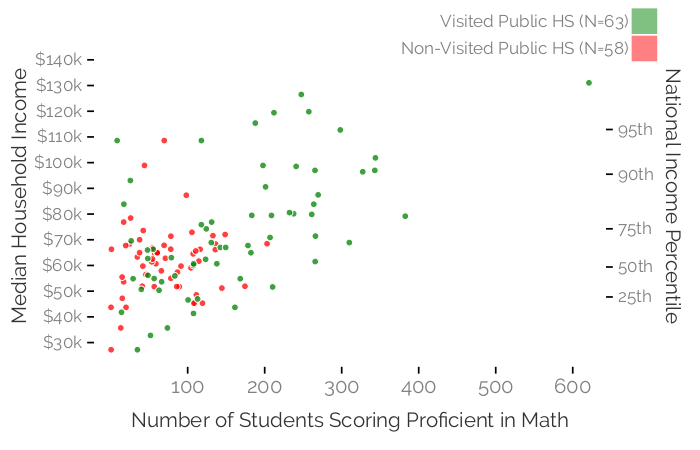 Visited Public HS (N=63)
Non-Visited Public HS (N=58)
Median Household Income
$140k
$130k
$120k
$110k
$100k
$90k
$80k
$70k
$60k
$50k
$40k
$30k
National Income Percentile
95th
90th
75th
50th
25th
100 200 300 400 500 600
Number of Students Scoring Proficient in Math